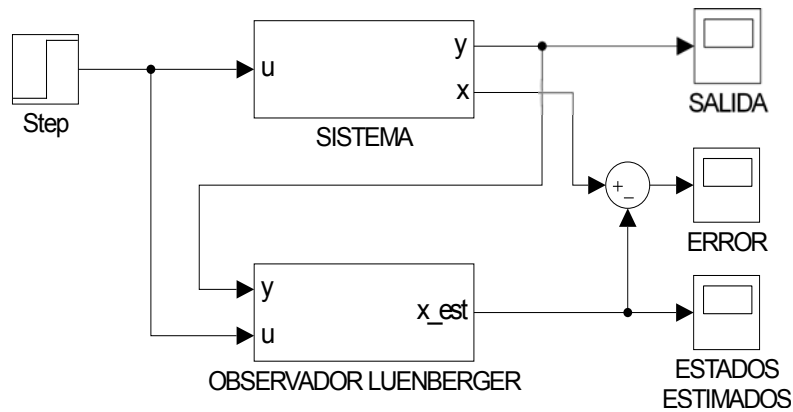 Step
u
y
x
SISTEMA
SALIDA
+
_
ERROR
y
u
x_est
OBSERVADOR LUENBERGER
ESTADOS
ESTIMADOS